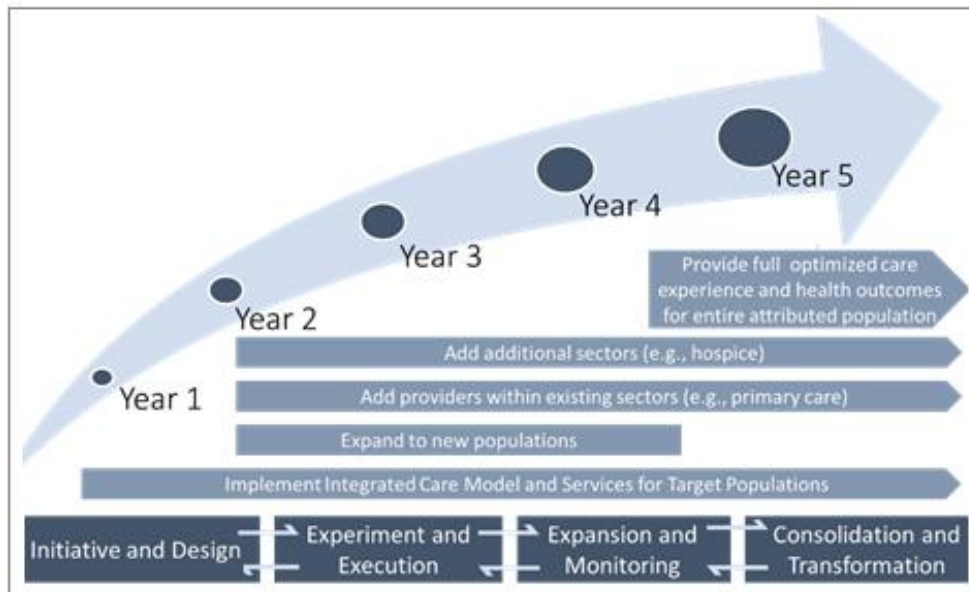 Year 1
Year 2
Year 3
Year 4
Year 5
Provide full optimized care
experience and health outcomes
for entire attributed population
Add additional sectors (e.g., hospice)
Add providers within existing sectors (e.g., primary care)
Expand to new populations
Implement Integrated Care Model and Services for Target Populations
Initiative and Design
Experiment and
Execution
Expansion and
Monitoring
Consolidation and
Transformation